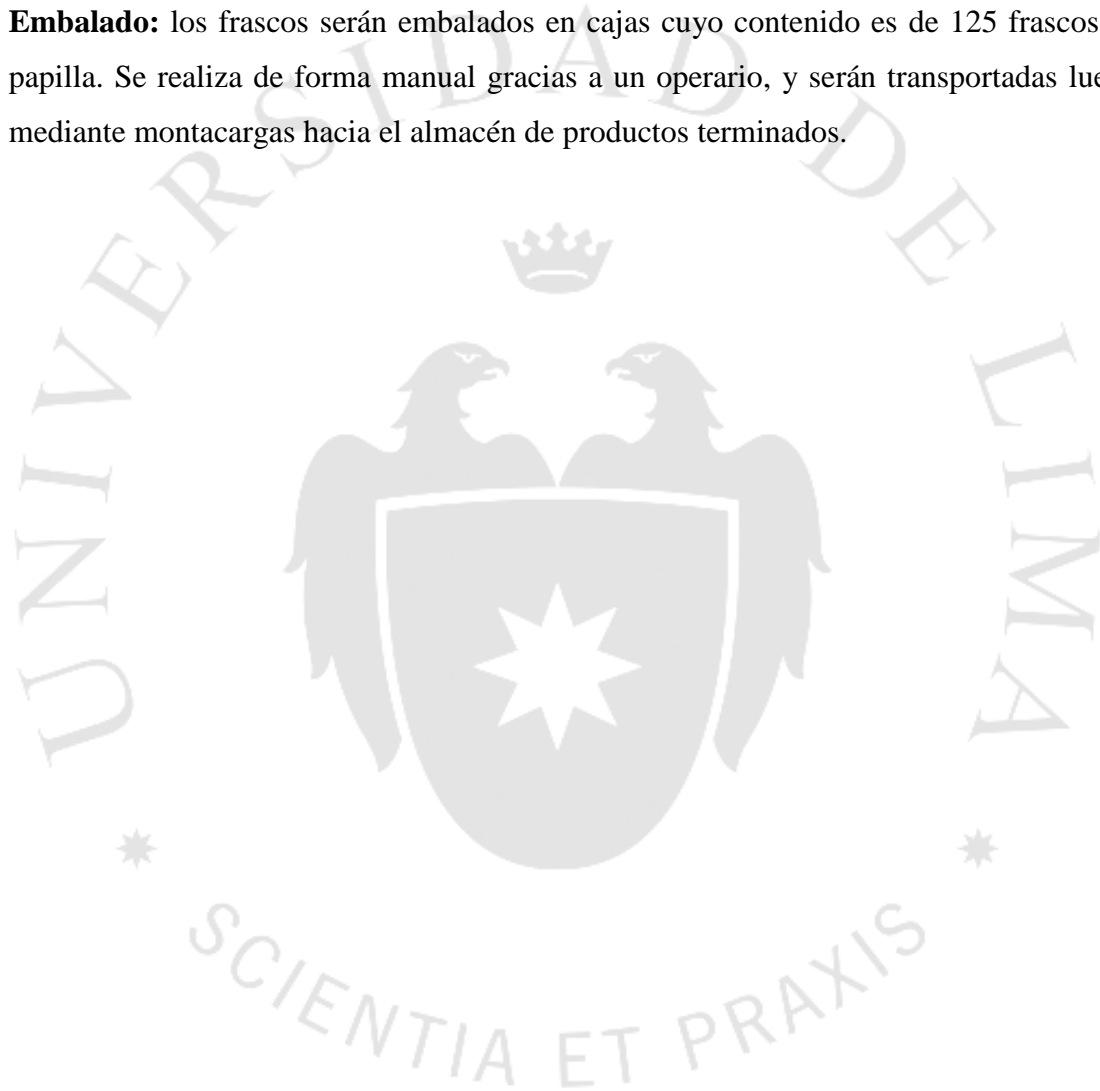 Embalado: los frascos serán embalados en cajas cuyo contenido es de 125 frascos
papilla. Se realiza de forma manual gracias a un operario, y serán transportadas
mediante montacargas hacia el almacén de productos terminados.
UNIVERSIDAD DE LIMA
SCIENTIA ET PRAXIS